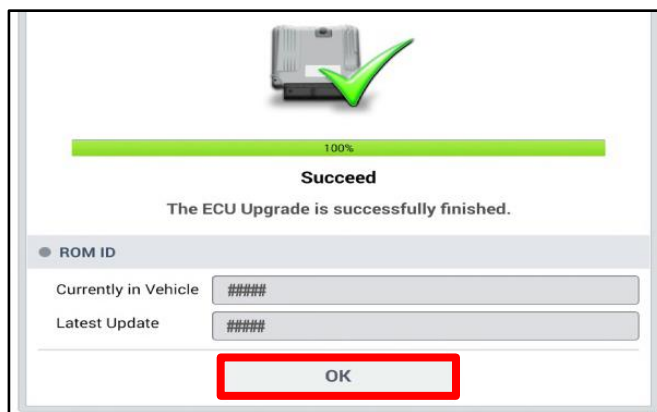 100%
Succeed
The ECU Upgrade is successfully finished.
ROM ID
Currently in Vehicle #####
Latest Update #####
OK